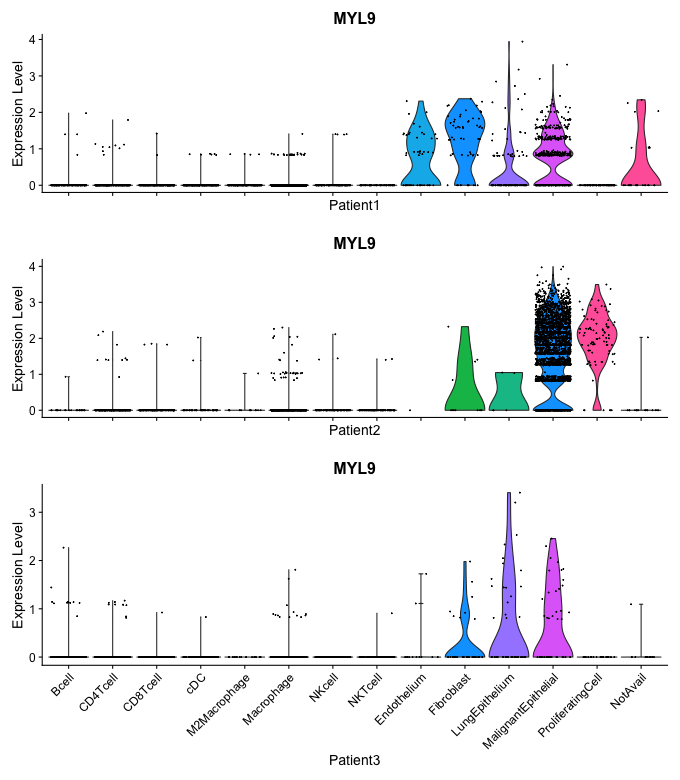 MYL9
Expression Level
4
3
2
1
0
Patient1
MYL9
Expression Level
4
3
2
1
0
Patient2
MYL9
Expression Level
3
2
1
0
Bcell
CD4Tcell
CD8Tcell
cDC
M2Macrophage
Macrophage
NKcell
NKTcell
Endothelium
Fibroblast
LungEpithelium
MalignantEpithelial
ProliferatingCell
NotAvail
Patient3